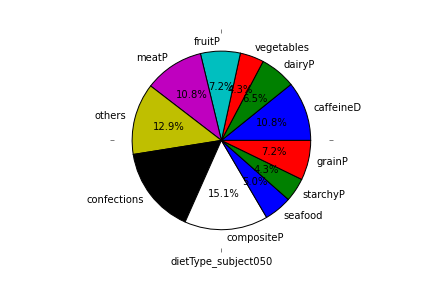 fruitP
vegetables
meatP
dairyP
7.2%
4.3%
10.8%
6.5%
caffeineD
others
10.8%
12.9%
7.2%
grainP
4.3%
5.0%
starchyP
confections
15.1%
seafood
compositeP
dietType_subject050